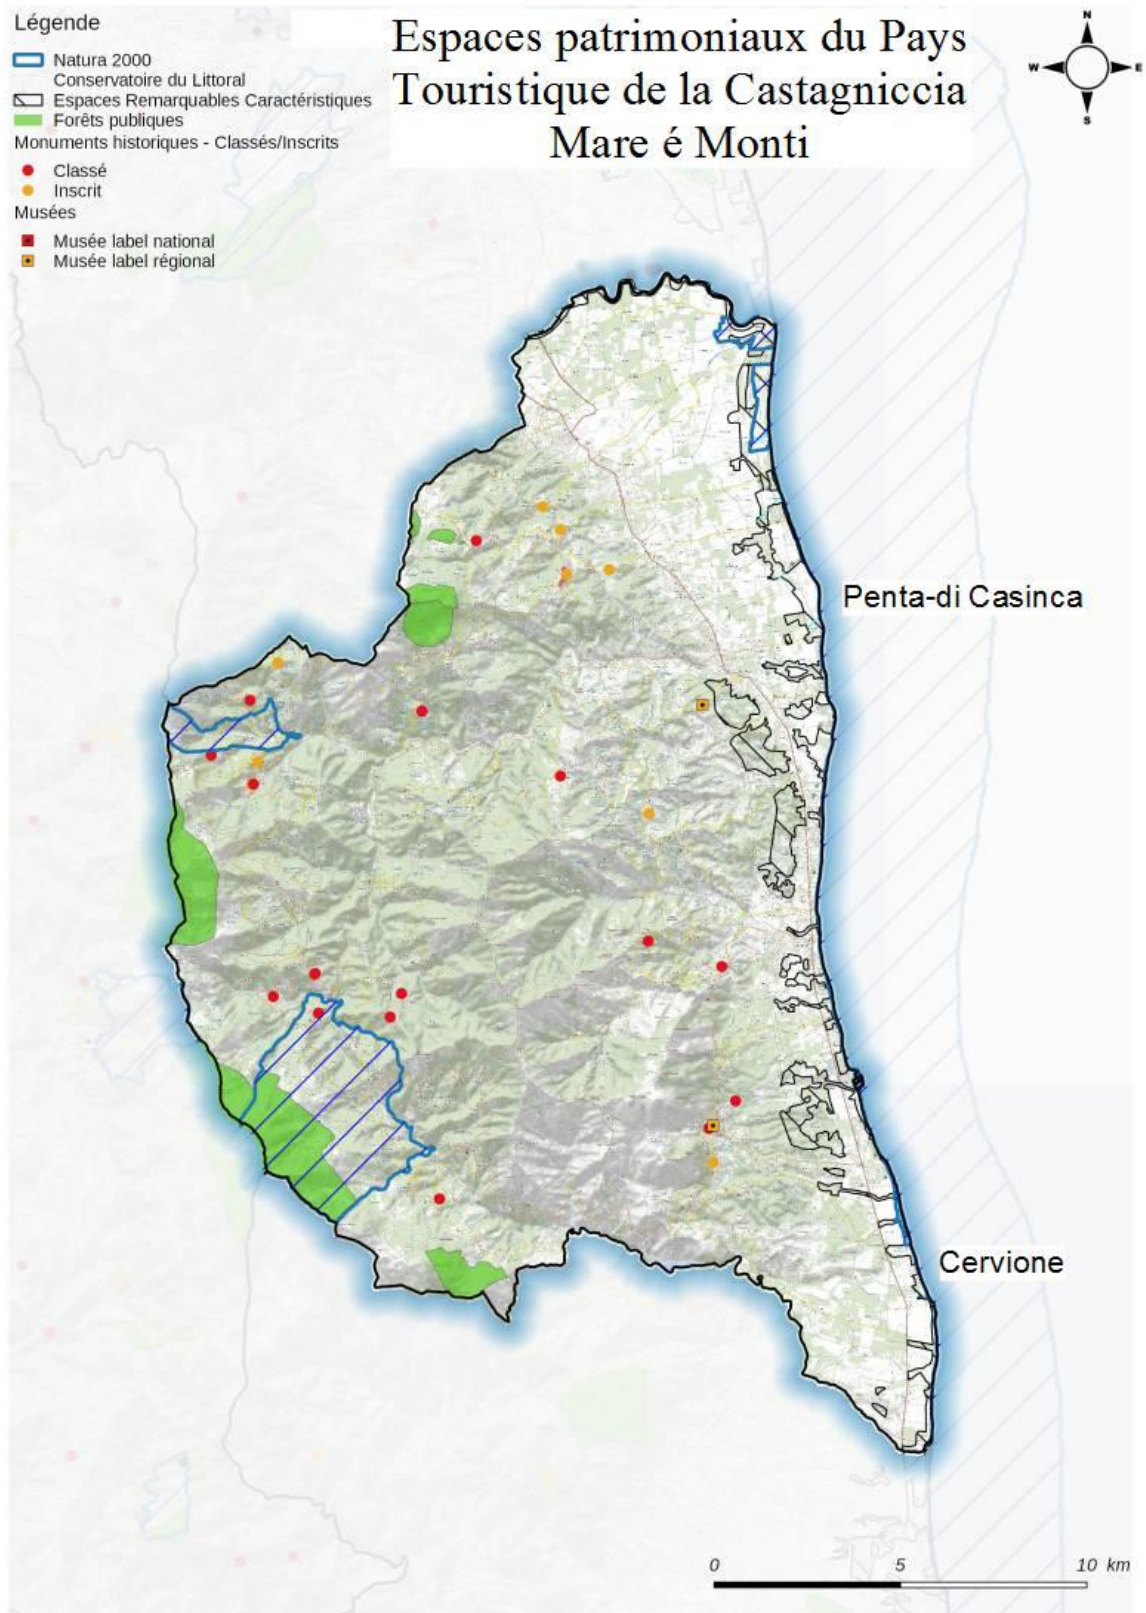 Légende
Natura 2000
Conservatoire du Littoral
Espaces Remarquables Caractéristiques
Forêts publiques
Monuments historiques - Classés/Inscrits
Classé
Inscrit
Musées
Musée label national
Musée label régional
Espaces patrimoniaux du Pays
Touristique de la Castagniccia
Mare é Monti
N
W
E
S
Penta-di Casinca
Cervione
0 5 10 km